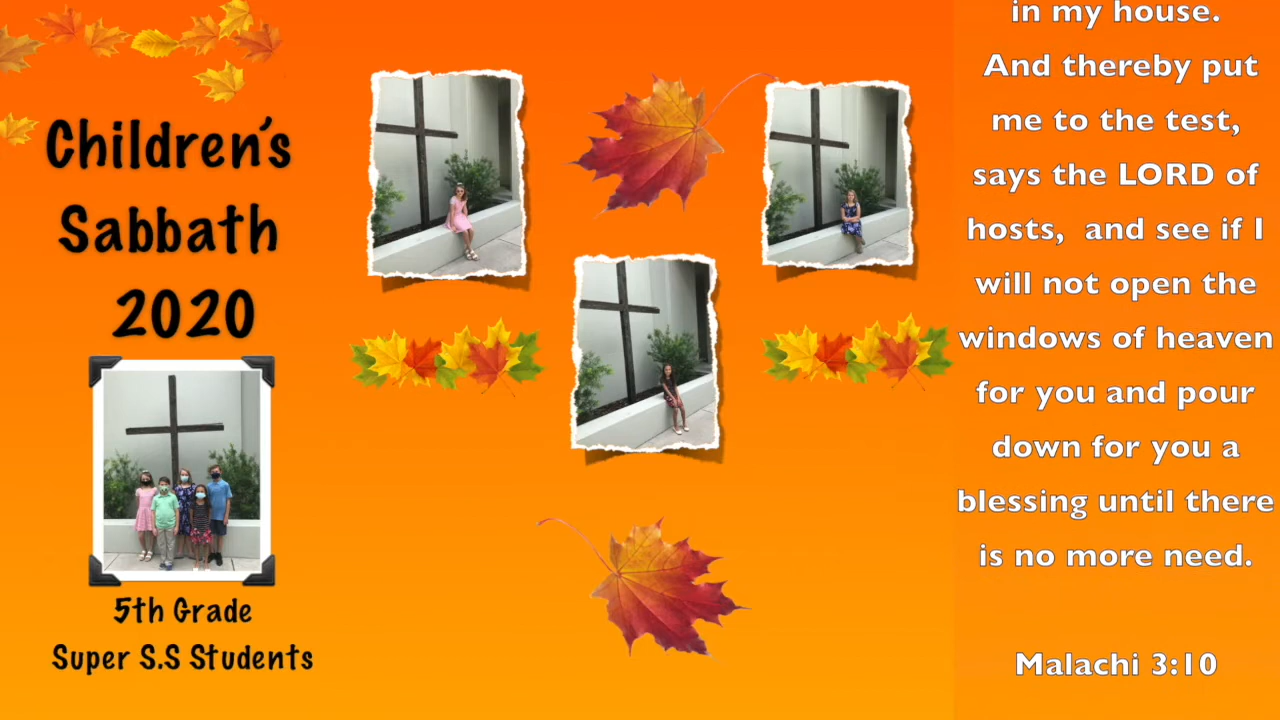 Children's
Sabbath
2020
5th Grade
Super S.S Students
in my house.
And thereby put
me to the test,
says the LORD of
hosts,  and see if I
will not open the
windows of heaven
for you and pour
down for you a
blessing until there
is no more need.
Malachi 3:10